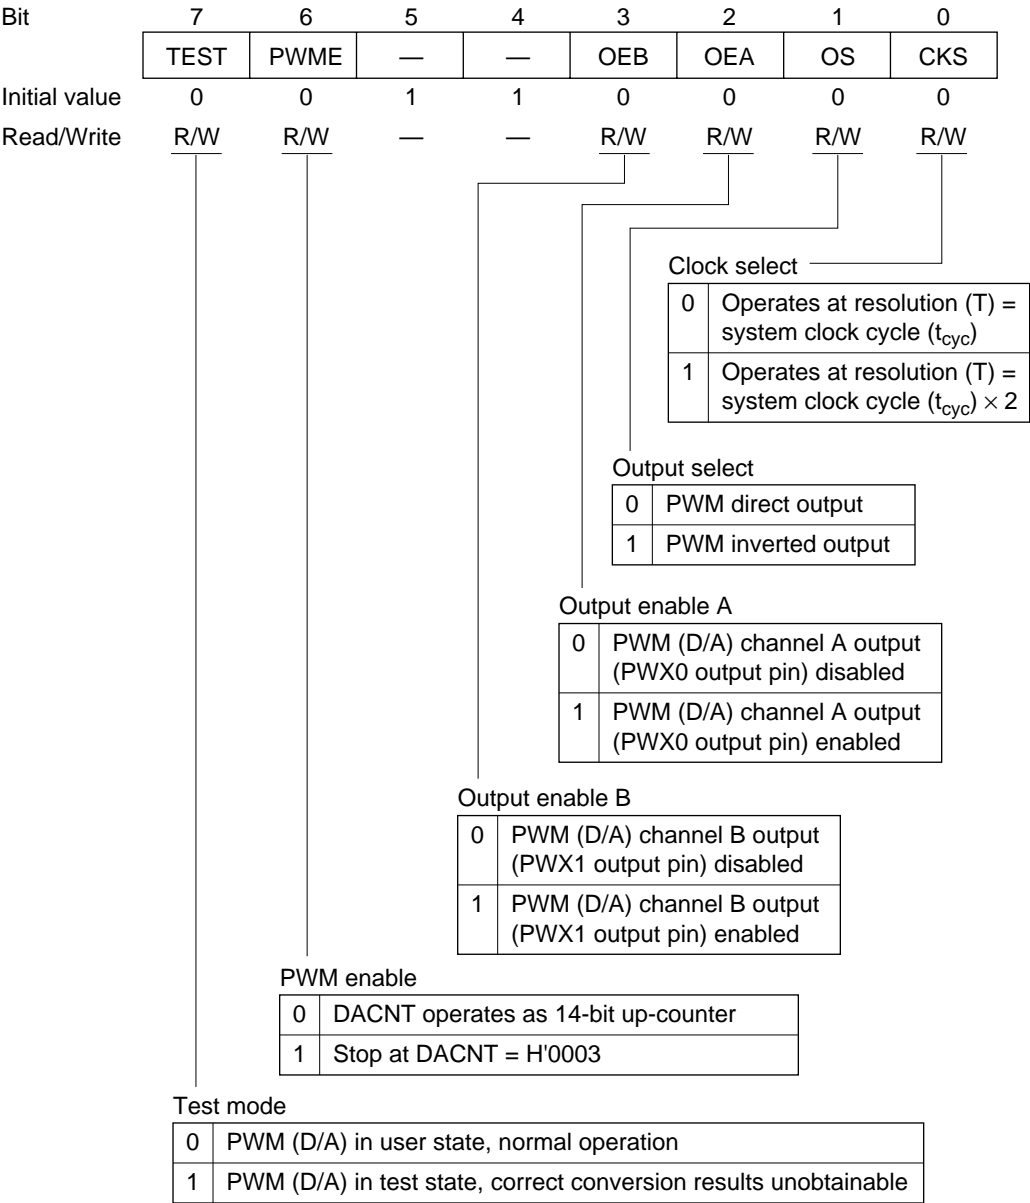 Bit 7 6 5 4 3 2 1 0
TEST PWME — — OEB OEA OS CKS
Initial value 0 0 1 1 0 0 0 0
Read/Write R/W R/W — — R/W R/W R/W R/W
Clock select
0 Operates at resolution (T) =
system clock cycle (tcyc)
1 Operates at resolution (T) =
system clock cycle (tcyc) × 2
Output select
0 PWM direct output
1 PWM inverted output
Output enable A
0 PWM (D/A) channel A output
(PWX0 output pin) disabled
1 PWM (D/A) channel A output
(PWX0 output pin) enabled
Output enable B
0 PWM (D/A) channel B output
(PWX1 output pin) disabled
1 PWM (D/A) channel B output
(PWX1 output pin) enabled
PWM enable
0 DACNT operates as 14-bit up-counter
1 Stop at DACNT = H'0003
Test mode
0 PWM (D/A) in user state, normal operation
1 PWM (D/A) in test state, correct conversion results unobtainable